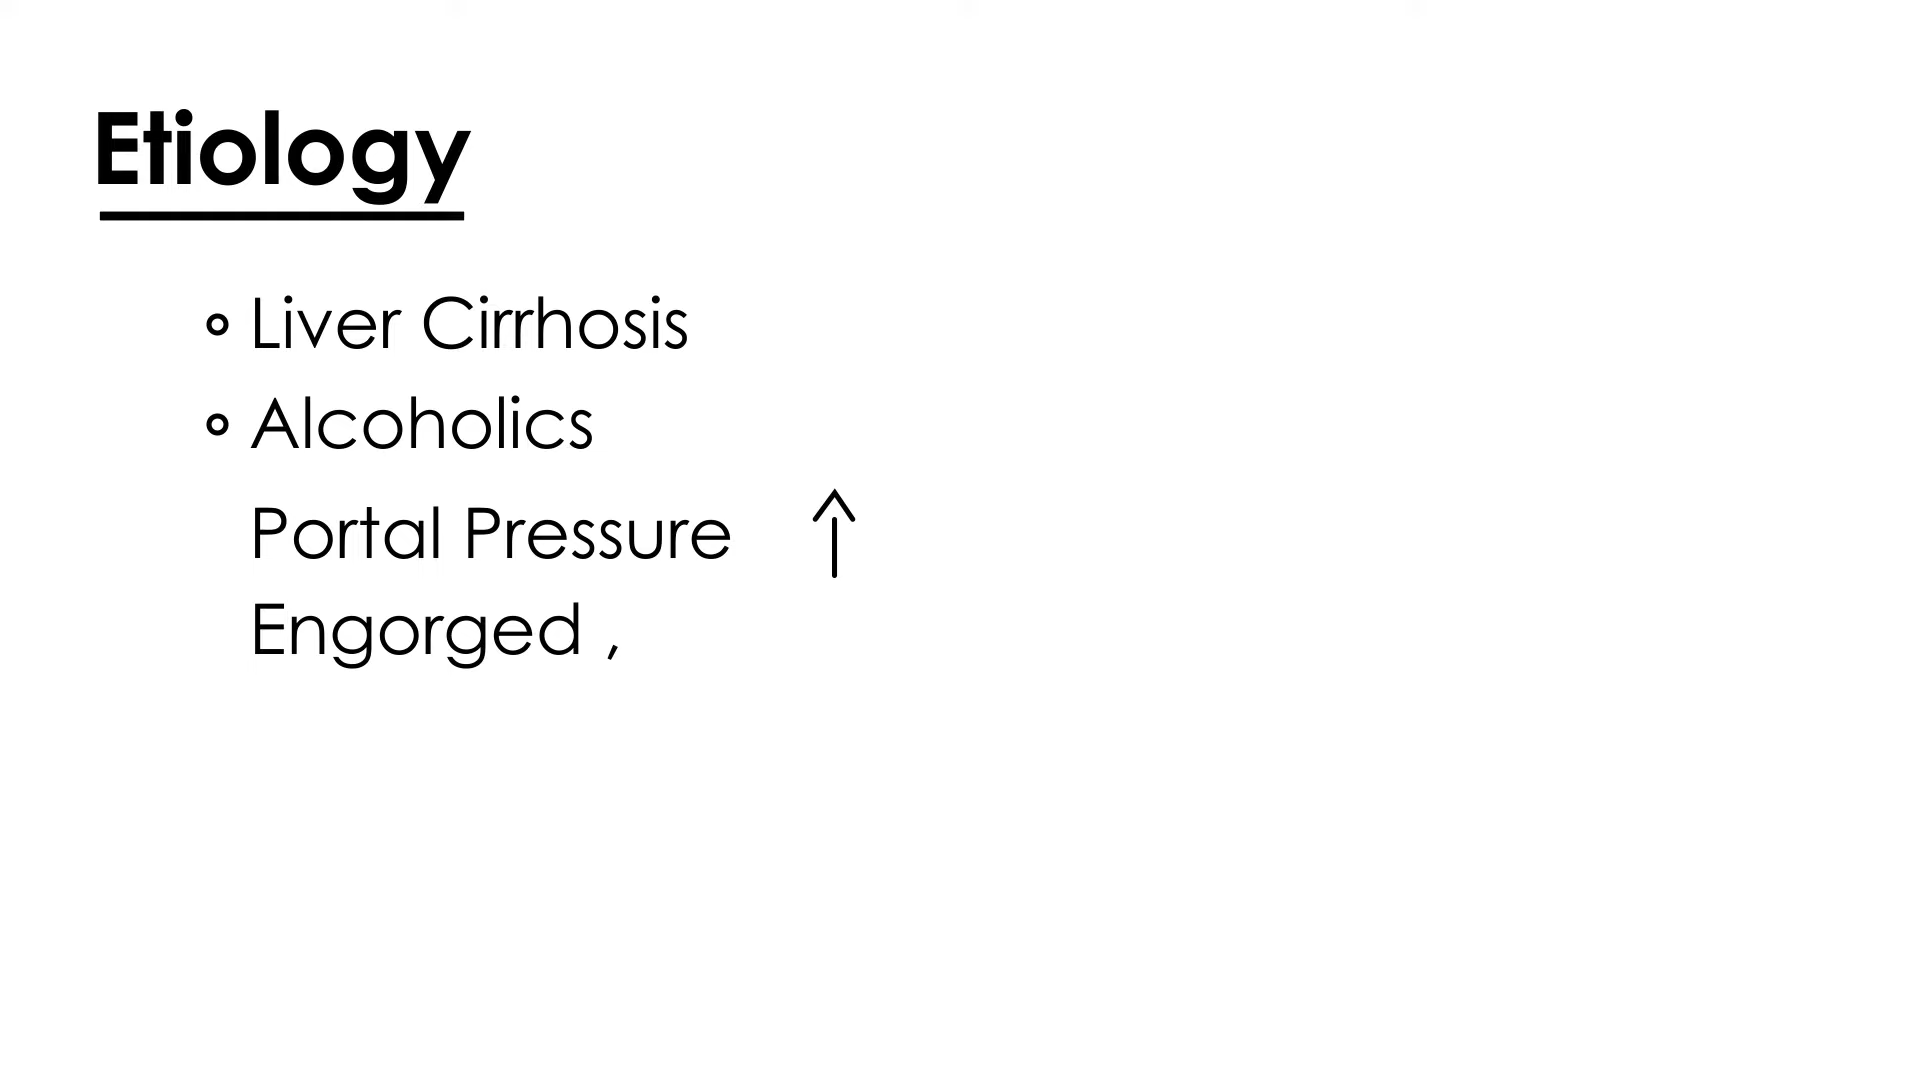 Etiology
Liver Cirrhosis
Alcoholics
Portal Pressure ↑
Engorged ,